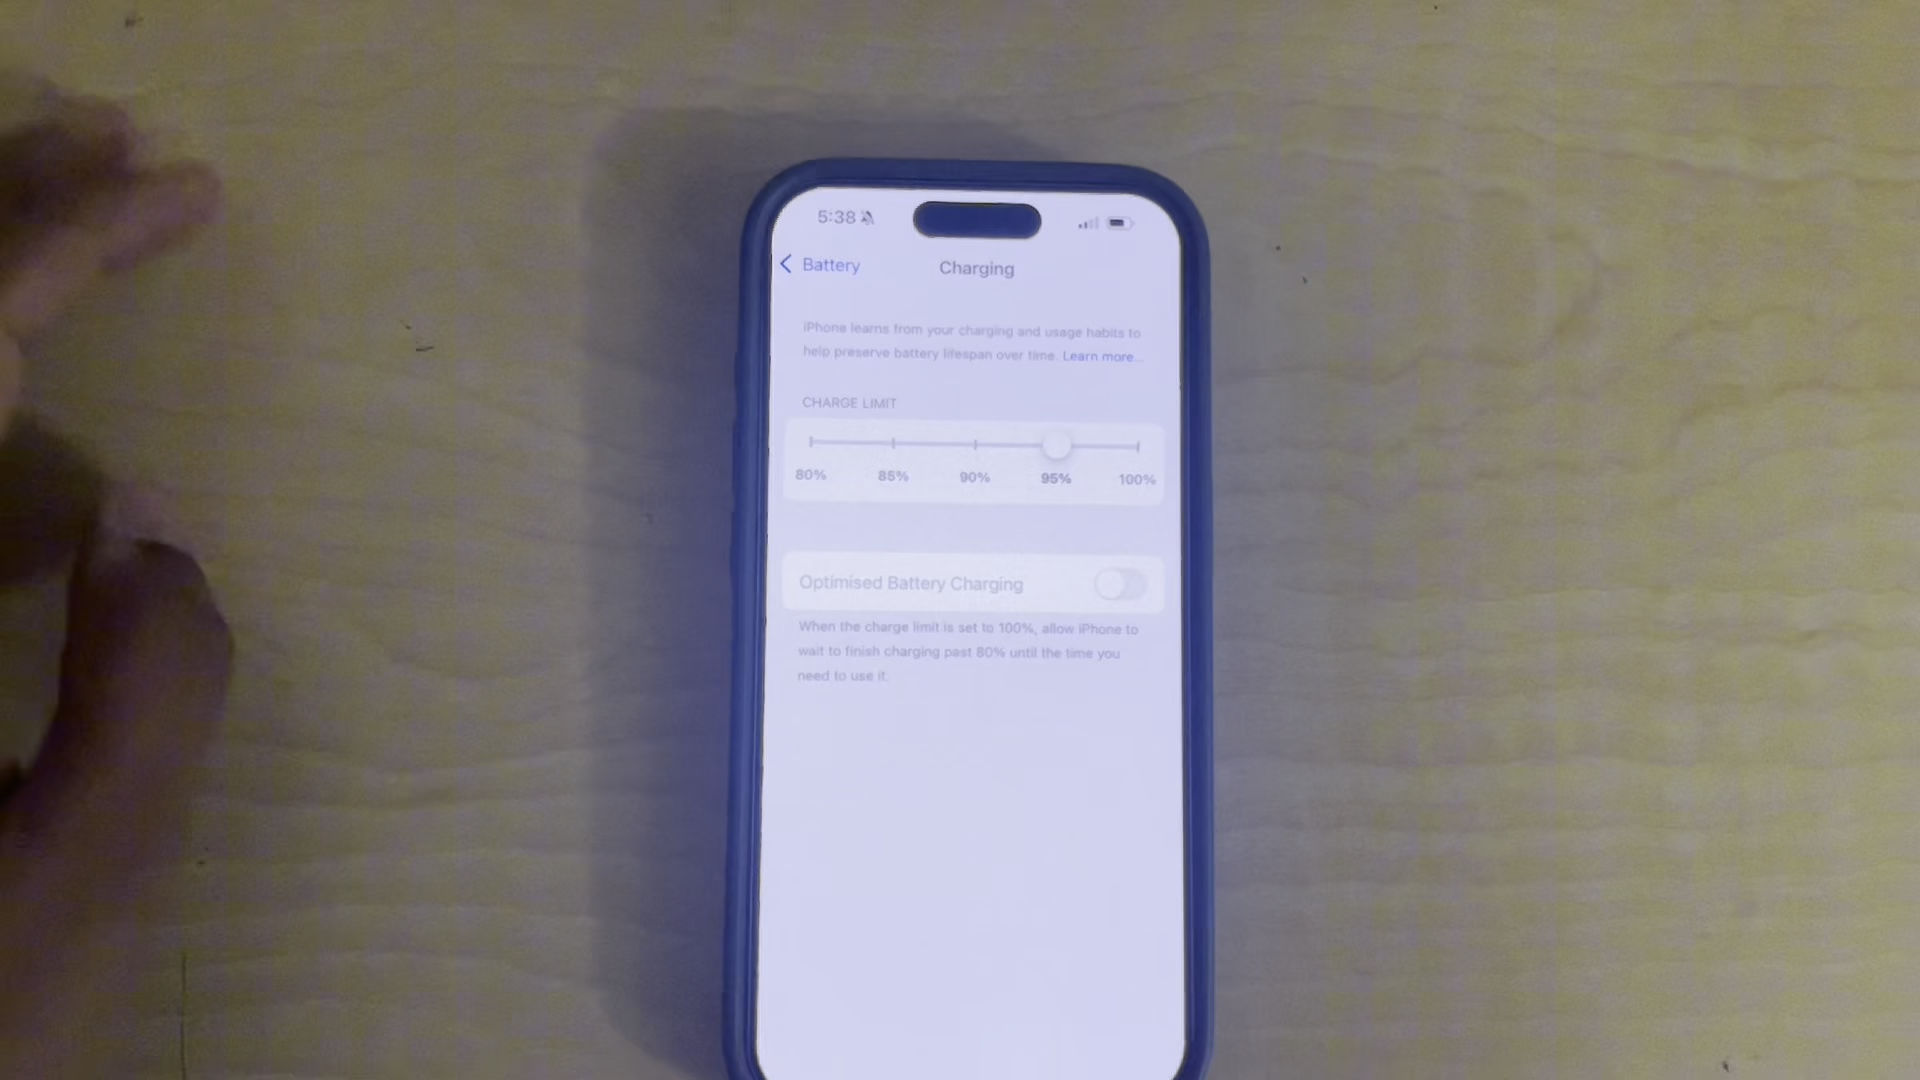 5:38
Battery
Charging
iPhone learns from your charging and usage habits to
help preserve battery lifespan over time. Learn more...
CHARGE LIMIT
80% 85% 90% 95% 100%
Optimised Battery Charging
When the charge limit is set to 100%, allow iPhone to
wait to finish charging past 80% until the time you
need to use it.